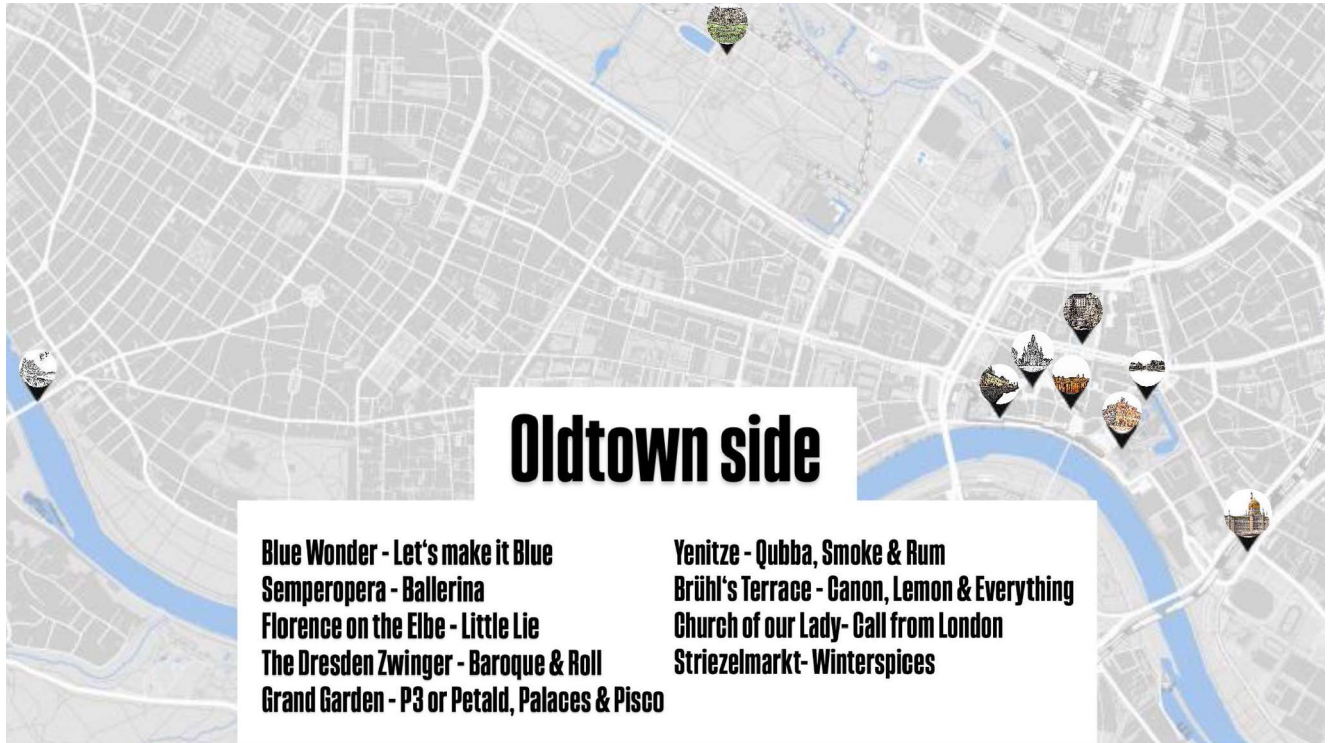 Oldtown side
Blue Wonder - Let‘s make it Blue
Semperopera - Ballerina
Florence on the Elbe - Little Lie
The Dresden Zwinger - Baroque & Roll
Grand Garden - P3 or Petald, Palaces & Pisco
Yenitze - Qubba, Smoke & Rum
Brühl‘s Terrace - Canon, Lemon & Everything
Church of our Lady- Call from London
Striezelmarkt- Winterspices